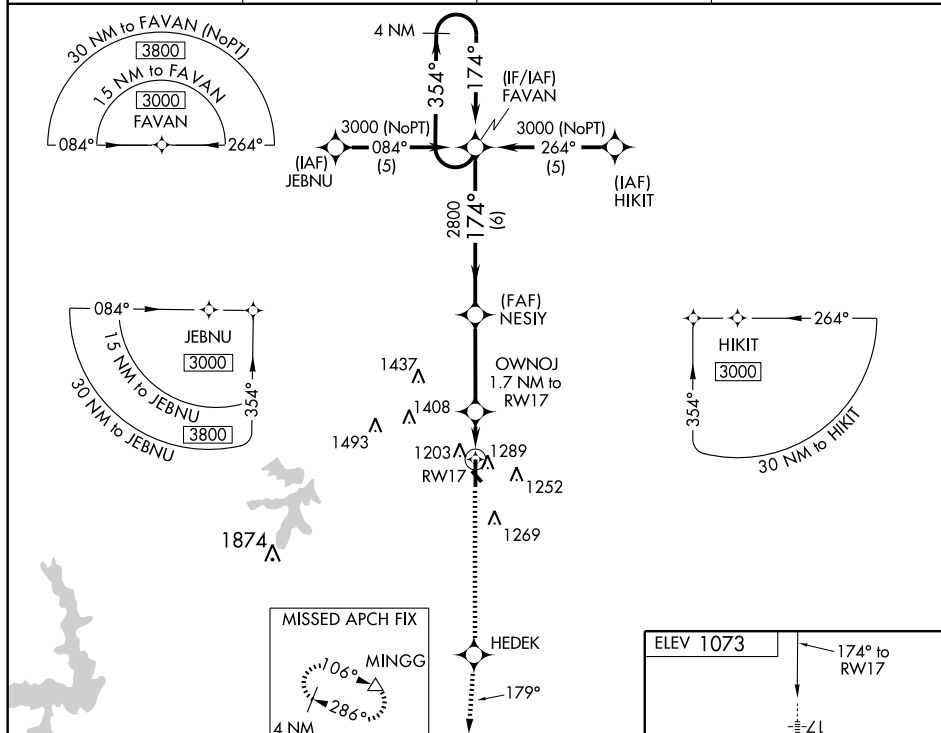 30 NM to FAVAN (NoPT)
3800
15 NM to FAVAN
3000
FAVAN
084°
264°
4 NM
354°
174°
(IF/IAF)
FAVAN
3000 (NoPT)
084°
(5)
(IAF)
JEBNU
3000 (NoPT)
264°
(5)
(IAF)
HIKIT
2800
174°
(6)
(FAF)
NESIY
084°
JEBNU
3000
15 NM to JEBNU
3800
30 NM to JEBNU
354°
264°
HIKIT
3000
354°
30 NM to HIKIT
OWNOJ
1.7 NM to
RW17
1437
1408
1493
1203
1289
RW17
1252
1269
1874
HEDEK
179°
MISSED APCH FIX
106°
MINGG
286°
4 NM
ELEV 1073
174° to
RW17
17